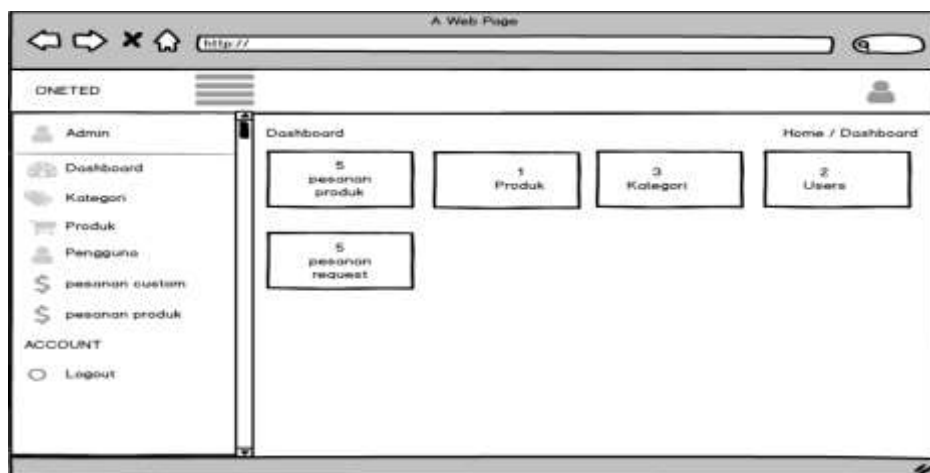 A Web Page
http://
ONETED
Admin
Dashboard
Kategori
Produk
Pengguna
pesanan custom
pesanan produk
ACCOUNT
Logout
Dashboard
Home / Dashboard
5
pesanan
produk
1
Produk
3
Kategori
2
Users
5
pesanan
request